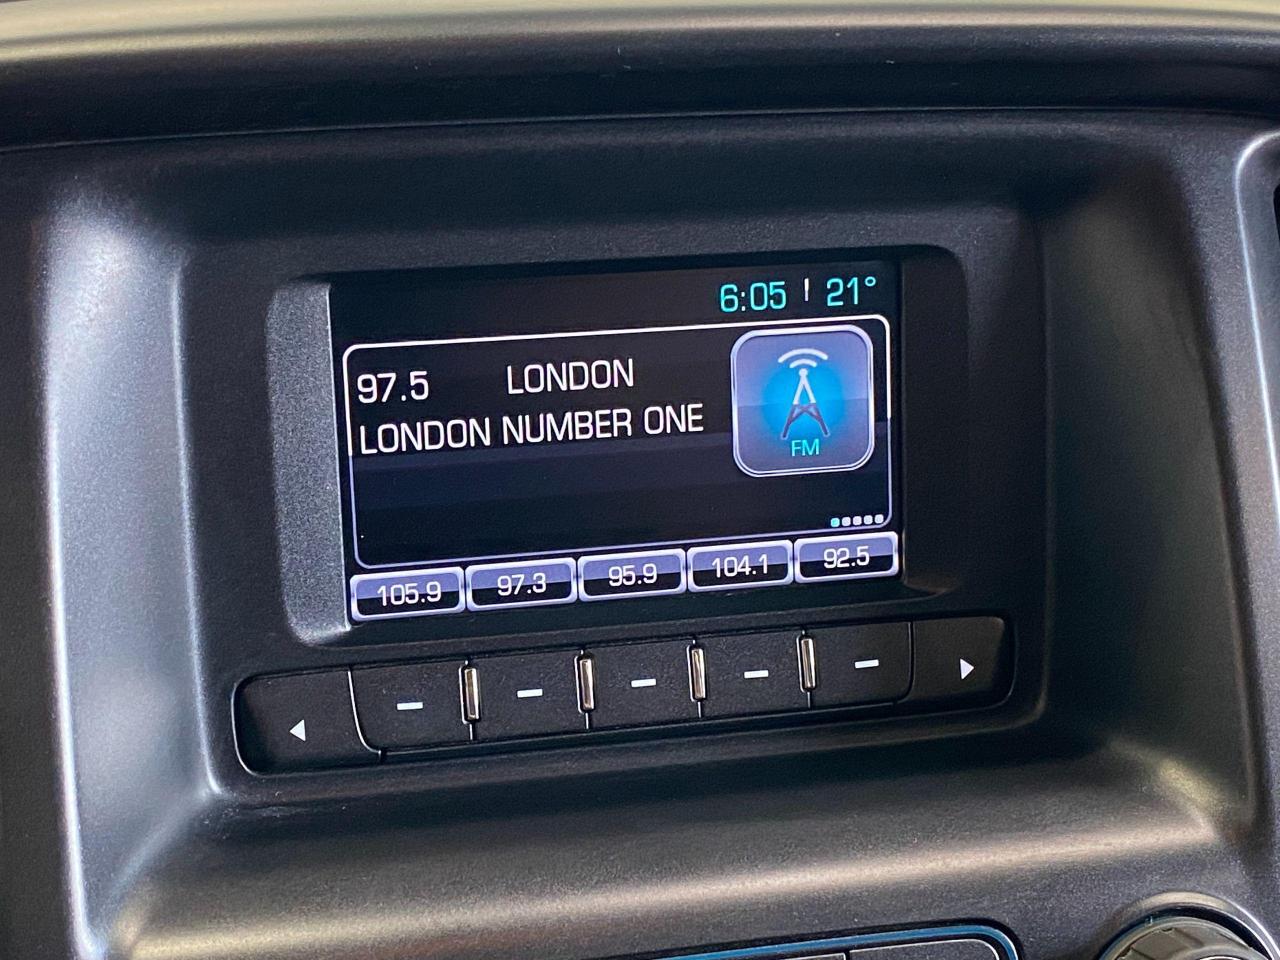 6:05 21°
97.5 LONDON
LONDON NUMBER ONE
FM
105.9 97.3 95.9 104.1 92.5